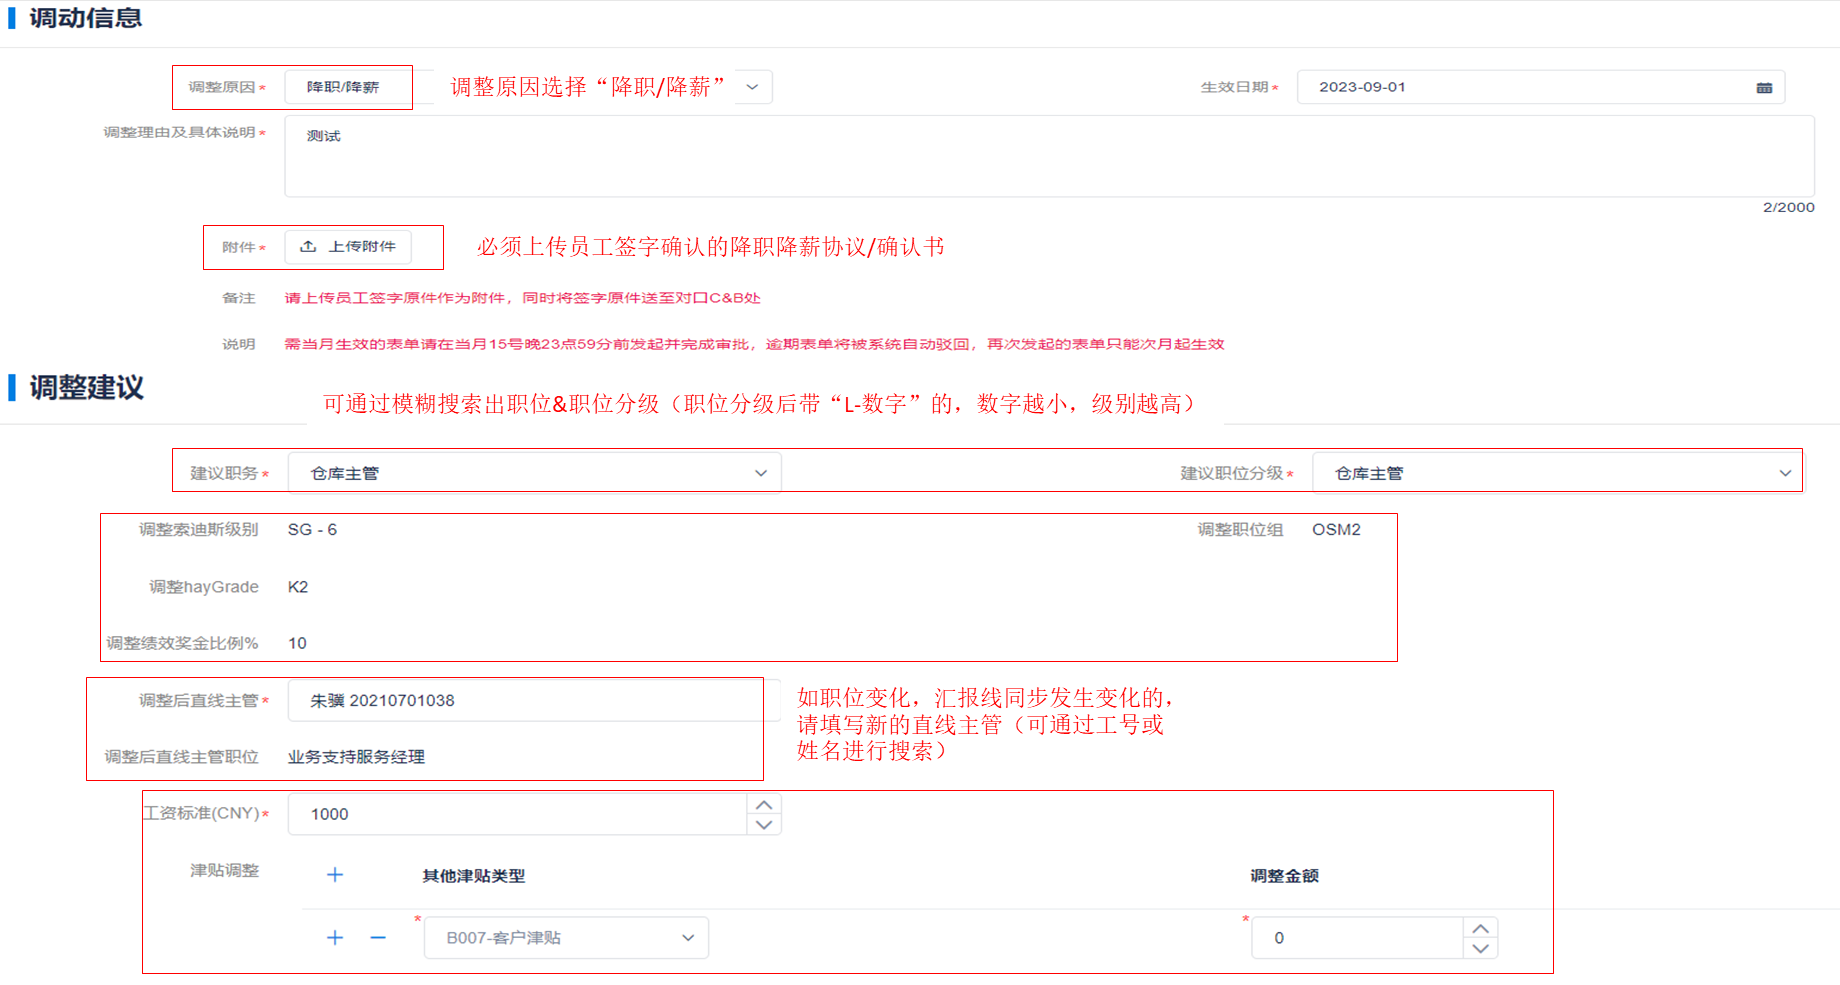 调动信息
调整原因* 降职/降薪 调整原因选择“降职/降薪” 生效日期* 2023-09-01
调整理由及具体说明* 测试
2/2000
附件* 上传附件 必须上传员工签字确认的降职降薪协议/确认书
备注 请上传员工签字原件作为附件，同时将签字原件送至对口C&B处
说明 需当月生效的表单请在当月15号晚23点59分前发起并完成审批，逾期表单将被系统自动驳回，再次发起的表单只能次月起生效
调整建议
可通过模糊搜索出职位&职位分级（职位分级后带“L-数字”的，数字越小，级别越高）
建议职务* 仓库主管 建议职位分级* 仓库主管
调整索迪斯级别 SG - 6 调整职位组 OSM2
调整hayGrade K2
调整绩效奖金比例% 10
调整后直线主管* 朱骥 20210701038
调整后直线主管职位 业务支持服务经理
如职位变化，汇报线同步发生变化的，
请填写新的直线主管（可通过工号或
姓名进行搜索）
工资标准(CNY)* 1000
津贴调整 + 其他津贴类型 调整金额
+ − * B007-客户津贴 * 0